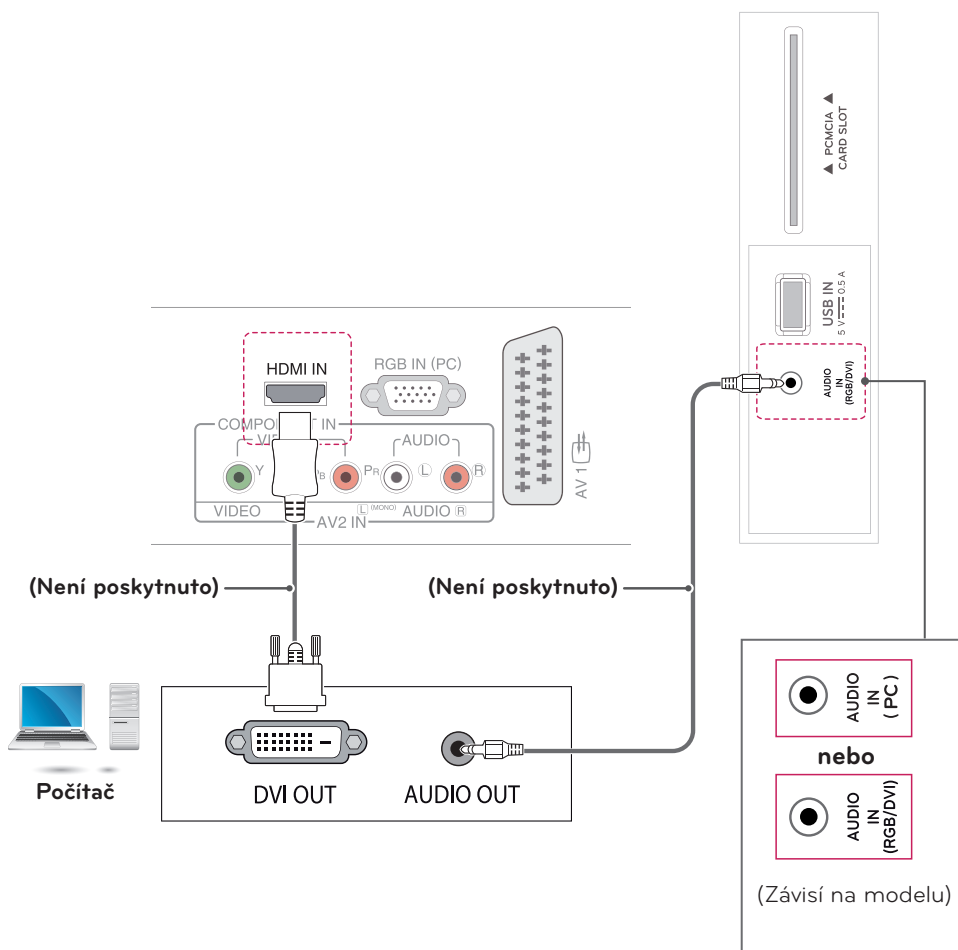 ▲ PCMCIA ▲
CARD SLOT
USB IN
5 V 0.5 A
AUDIO
IN
(RGB/DVI)
HDMI IN
RGB IN (PC)
AV 1
VIDEO
AUDIO
Y
PR
L
R
VIDEO
AV2 IN
L (MONO) AUDIO R
(Není poskytnuto)
(Není poskytnuto)
Počítač
DVI OUT
AUDIO OUT
AUDIO
IN
( PC )
nebo
AUDIO
IN
(RGB/DVI)
(Závisí na modelu)